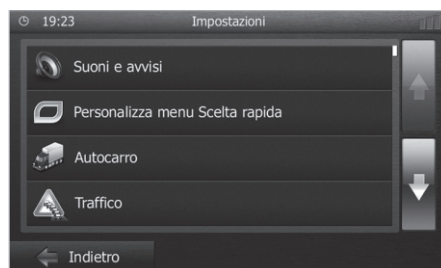 19:23 Impostazioni
Suoni e avvisi
Personalizza menu Scelta rapida
Autocarro
Traffico
Indietro